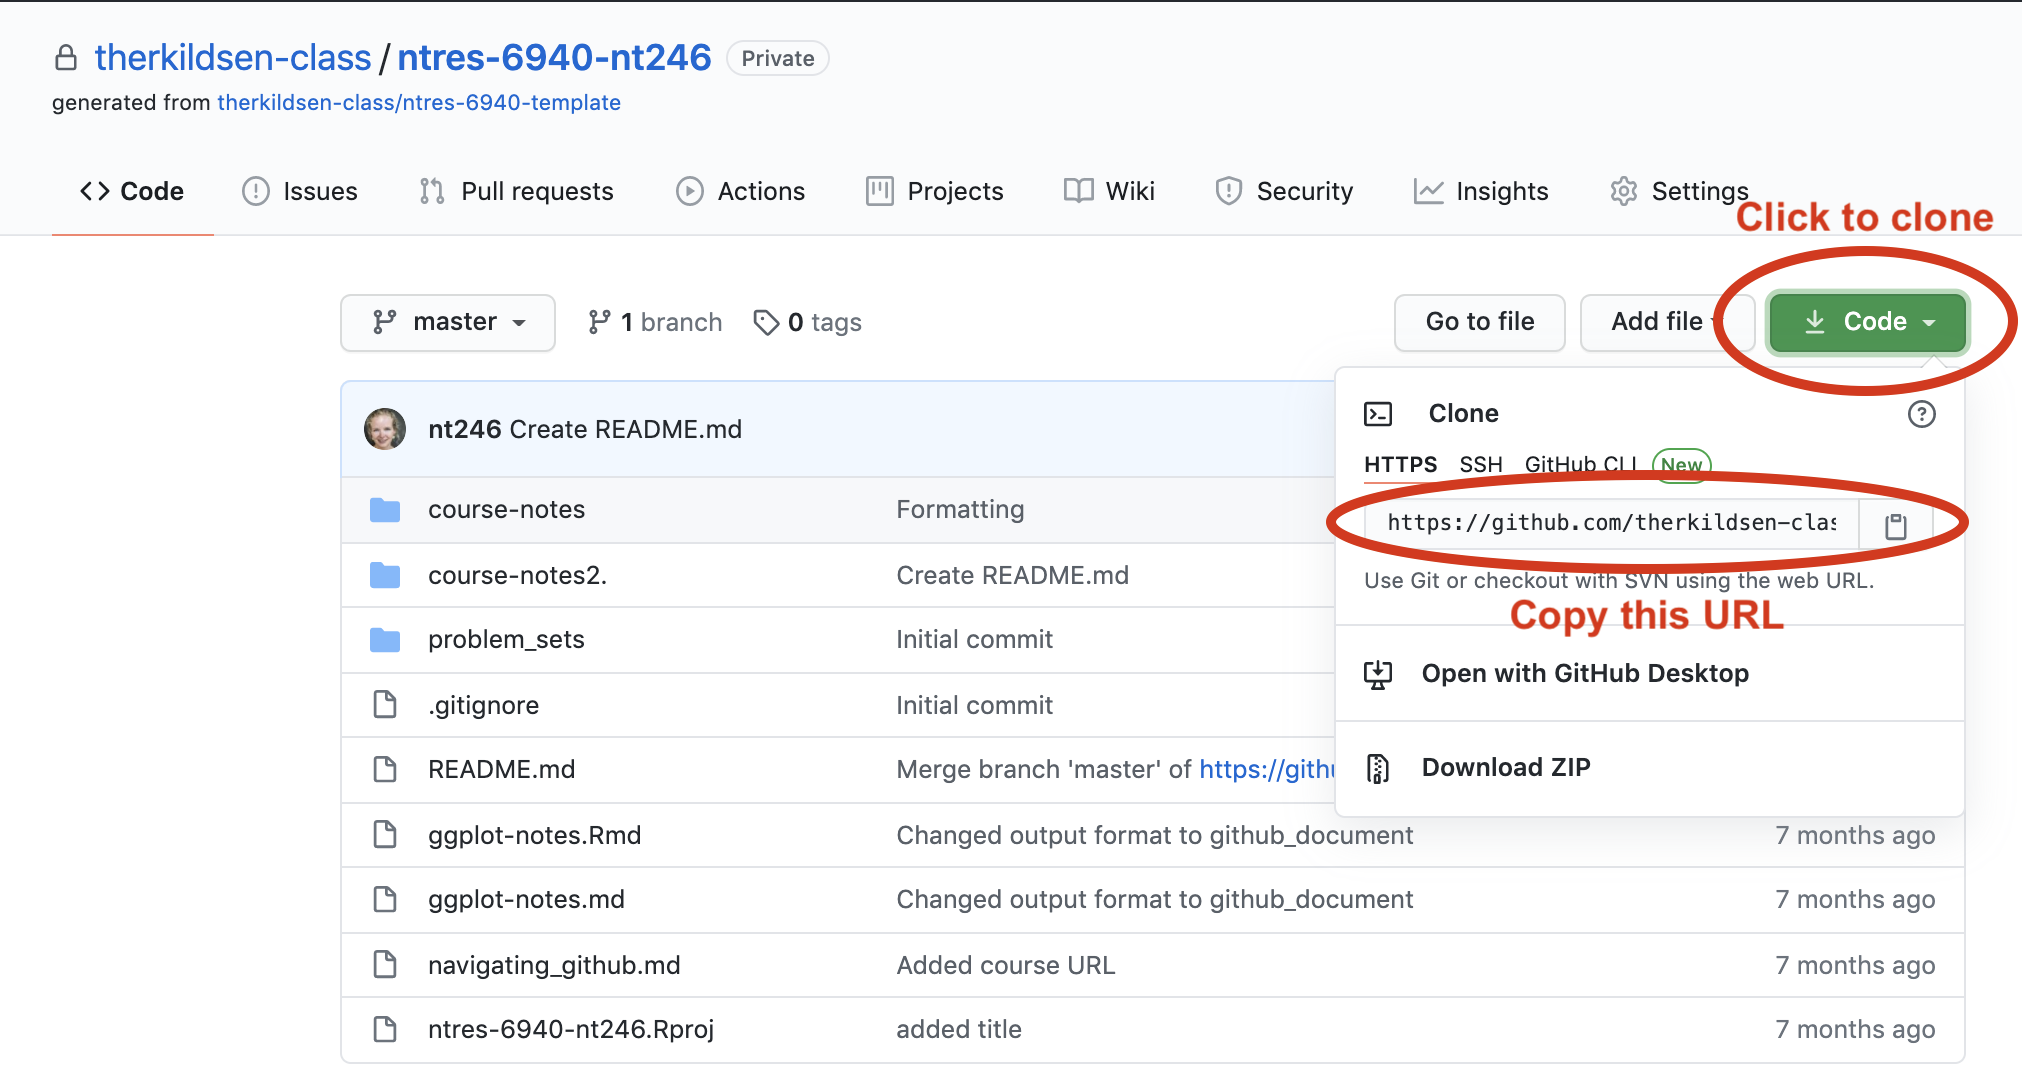 therkildsen-class / ntres-6940-nt246 Private
generated from therkildsen-class/ntres-6940-template
Code Issues Pull requests Actions Projects Wiki Security Insights Settings
Click to clone
master 1 branch 0 tags Go to file Add file Code
nt246 Create README.md
Clone
HTTPS SSH GitHub CLI New
https://github.com/therkildsen-clas
Use Git or checkout with SVN using the web URL.
Copy this URL
Open with GitHub Desktop
Download ZIP
course-notes Formatting
course-notes2. Create README.md
problem_sets Initial commit
.gitignore Initial commit
README.md Merge branch 'master' of https://githu
ggplot-notes.Rmd Changed output format to github_document 7 months ago
ggplot-notes.md Changed output format to github_document 7 months ago
navigating_github.md Added course URL 7 months ago
ntres-6940-nt246.Rproj added title 7 months ago